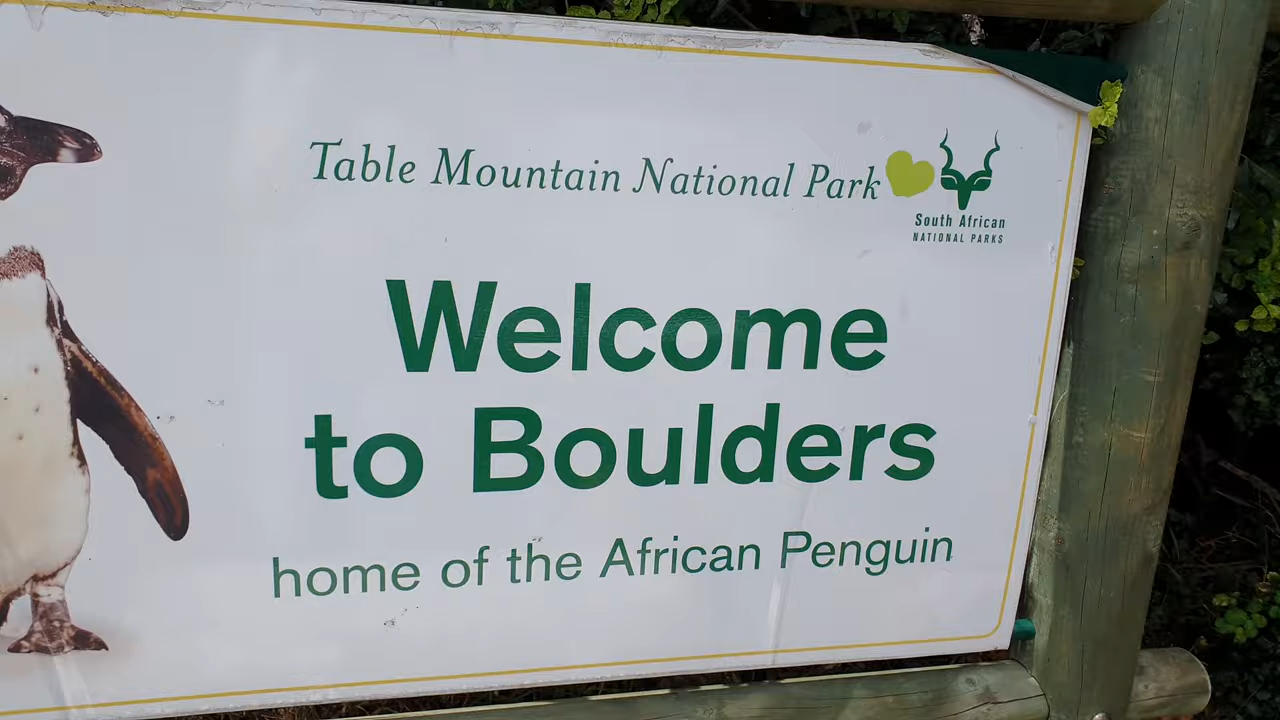 Table Mountain National Park
South African
NATIONAL PARKS
Welcome
to Boulders
home of the African Penguin